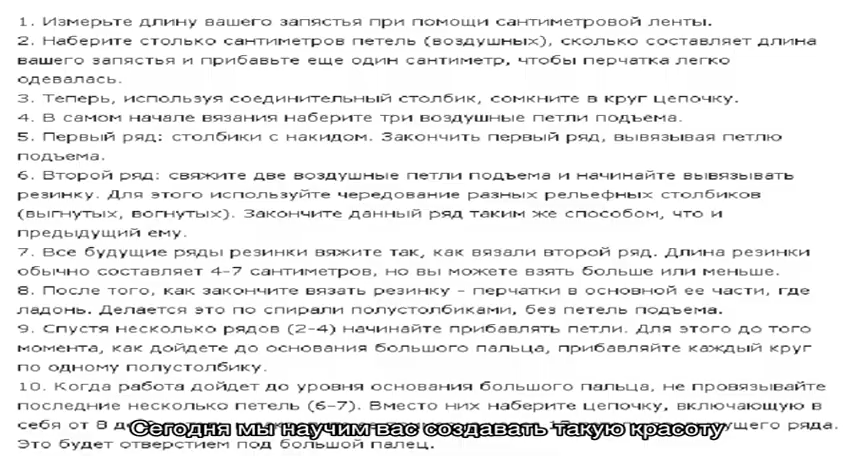 1. Измерьте длину вашего запястья при помощи сантиметровой ленты.
2. Наберите столько сантиметров петель (воздушных), сколько составляет длина
вашего запястья и прибавьте еще один сантиметр, чтобы перчатка легко
одевалась.
3. Теперь, используя соединительный столбик, сомкните в круг цепочку.
4. В самом начале вязания наберите три воздушные петли подъема.
5. Первый ряд: столбики с накидом. Закончить первый ряд, вывязывая петлю
подъема.
6. Второй ряд: свяжите две воздушные петли подъема и начинайте вывязывать
резинку. Для этого используйте чередование разных рельефных столбиков
(выгнутых, вогнутых). Закончите данный ряд таким же способом, что и
предыдущий ему.
7. Все будущие ряды резинки вяжите так, как вязали второй ряд. Длина резинки
обычно составляет 4-7 сантиметров, но вы можете взять больше или меньше.
8. После того, как закончите вязать резинку - перчатки в основной ее части, где
ладонь. Делается это по спирали полустолбиками, без петель подъема.
9. Спустя несколько рядов (2-4) начинайте прибавлять петли. Для этого до того
момента, как дойдете до основания большого пальца, прибавляйте каждый круг
по одному полустолбику.
10. Когда работа дойдет до уровня основания большого пальца, не провязывайте
последние несколько петель (6-7). Вместо них наберите цепочку, включающую в
себя от 8 ряда.
Сегодня мы научим вас создавать такую красоту
Это будет отверстием под большой палец.